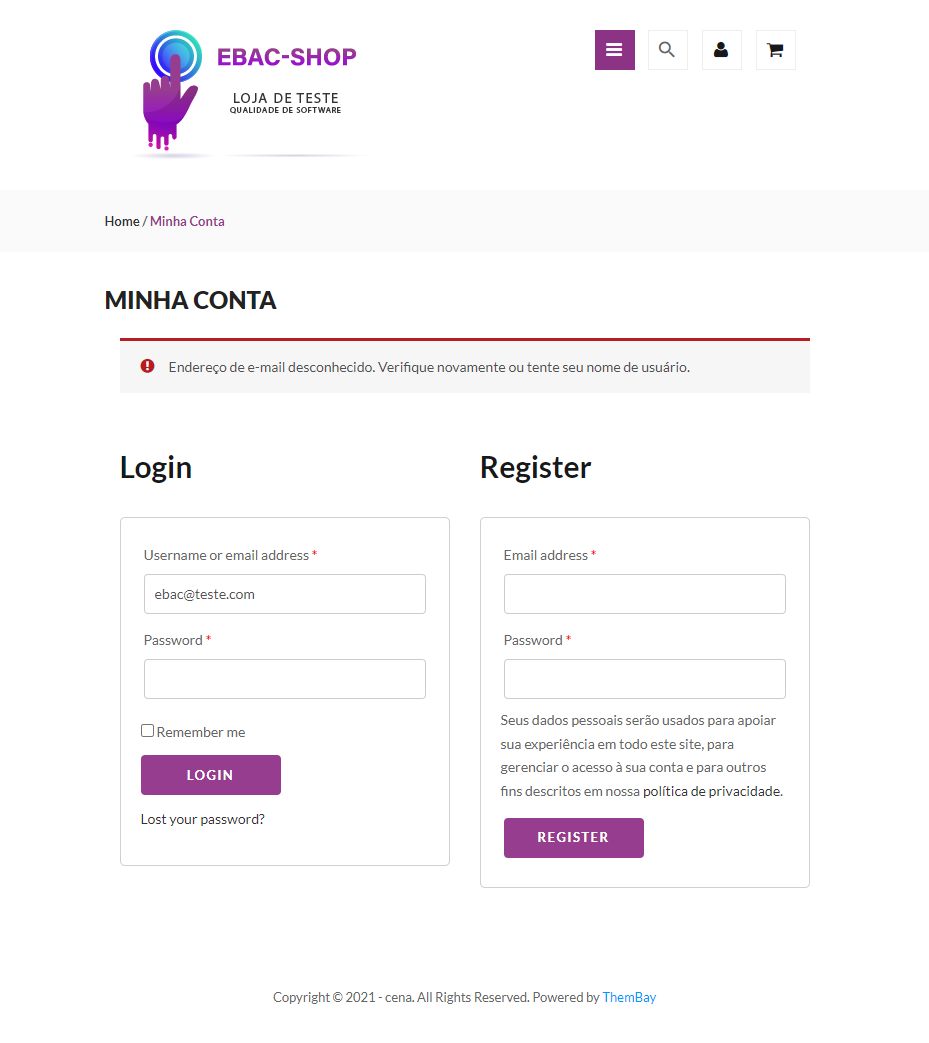 EBAC-SHOP
LOJA DE TESTE
QUALIDADE DE SOFTWARE
Home / Minha Conta
MINHA CONTA
Endereço de e-mail desconhecido. Verifique novamente ou tente seu nome de usuário.
Login
Username or email address *
ebac@teste.com
Password *
Remember me
LOGIN
Lost your password?
Register
Email address *
Password *
Seus dados pessoais serão usados para apoiar
sua experiência em todo este site, para
gerenciar o acesso à sua conta e para outros
fins descritos em nossa política de privacidade.
REGISTER
Copyright © 2021 - cena. All Rights Reserved. Powered by ThemBay